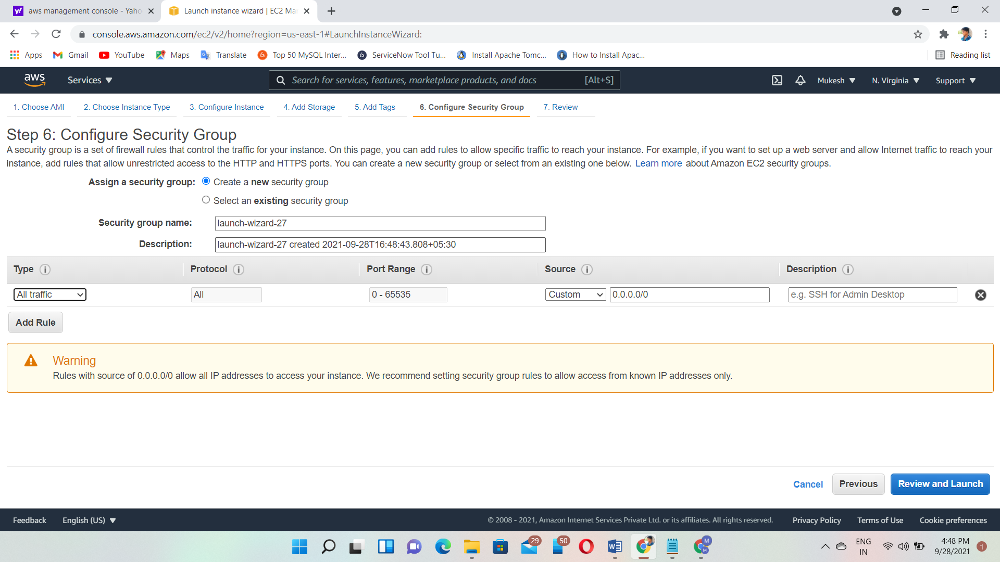 aws management console - Yaho
Launch instance wizard | EC2 Ma
console.aws.amazon.com/ec2/v2/home?region=us-east-1#LaunchInstanceWizard:
Apps Gmail YouTube Maps Translate Top 50 MySQL Inter... ServiceNow Tool Tu... Install Apache Tomc... How to Install Apac... Reading list
aws Services Search for services, features, marketplace products, and docs [Alt+S] Mukesh N. Virginia Support
1. Choose AMI 2. Choose Instance Type 3. Configure Instance 4. Add Storage 5. Add Tags 6. Configure Security Group 7. Review
Step 6: Configure Security Group
A security group is a set of firewall rules that control the traffic for your instance. On this page, you can add rules to allow specific traffic to reach your instance. For example, if you want to set up a web server and allow Internet traffic to reach your
instance, add rules that allow unrestricted access to the HTTP and HTTPS ports. You can create a new security group or select from an existing one below. Learn more about Amazon EC2 security groups.
Assign a security group: Create a new security group
Select an existing security group
Security group name: launch-wizard-27
Description: launch-wizard-27 created 2021-09-28T16:48:43.808+05:30
Type i Protocol i Port Range i Source i Description i
All traffic All 0 - 65535 Custom 0.0.0.0/0 e.g. SSH for Admin Desktop
Add Rule
Warning
Rules with source of 0.0.0.0/0 allow all IP addresses to access your instance. We recommend setting security group rules to allow access from known IP addresses only.
Cancel Previous Review and Launch
Feedback English (US) © 2008 - 2021, Amazon Internet Services Private Ltd. or its affiliates. All rights reserved. Privacy Policy Terms of Use Cookie preferences
29 50 M M
ENG
IN
4:48 PM
9/28/2021
1